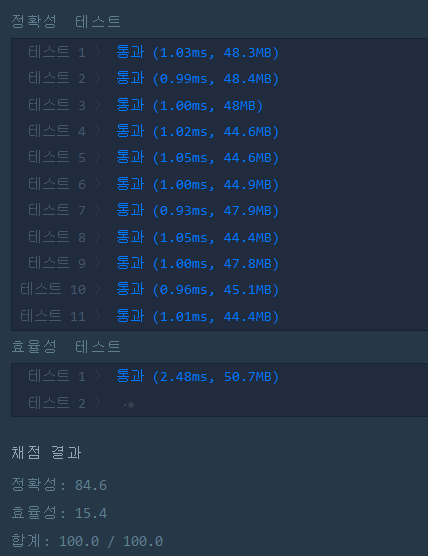 정확성  테스트
테스트 1 〉 통과 (1.03ms, 48.3MB)
테스트 2 〉 통과 (0.99ms, 48.4MB)
테스트 3 〉 통과 (1.00ms, 48MB)
테스트 4 〉 통과 (1.02ms, 44.6MB)
테스트 5 〉 통과 (1.05ms, 44.6MB)
테스트 6 〉 통과 (1.00ms, 44.9MB)
테스트 7 〉 통과 (0.93ms, 47.9MB)
테스트 8 〉 통과 (1.05ms, 44.4MB)
테스트 9 〉 통과 (1.00ms, 47.8MB)
테스트 10 〉 통과 (0.96ms, 45.1MB)
테스트 11 〉 통과 (1.01ms, 44.4MB)
효율성  테스트
테스트 1 〉 통과 (2.48ms, 50.7MB)
테스트 2 〉
채점 결과
정확성: 84.6
효율성: 15.4
합계: 100.0 / 100.0